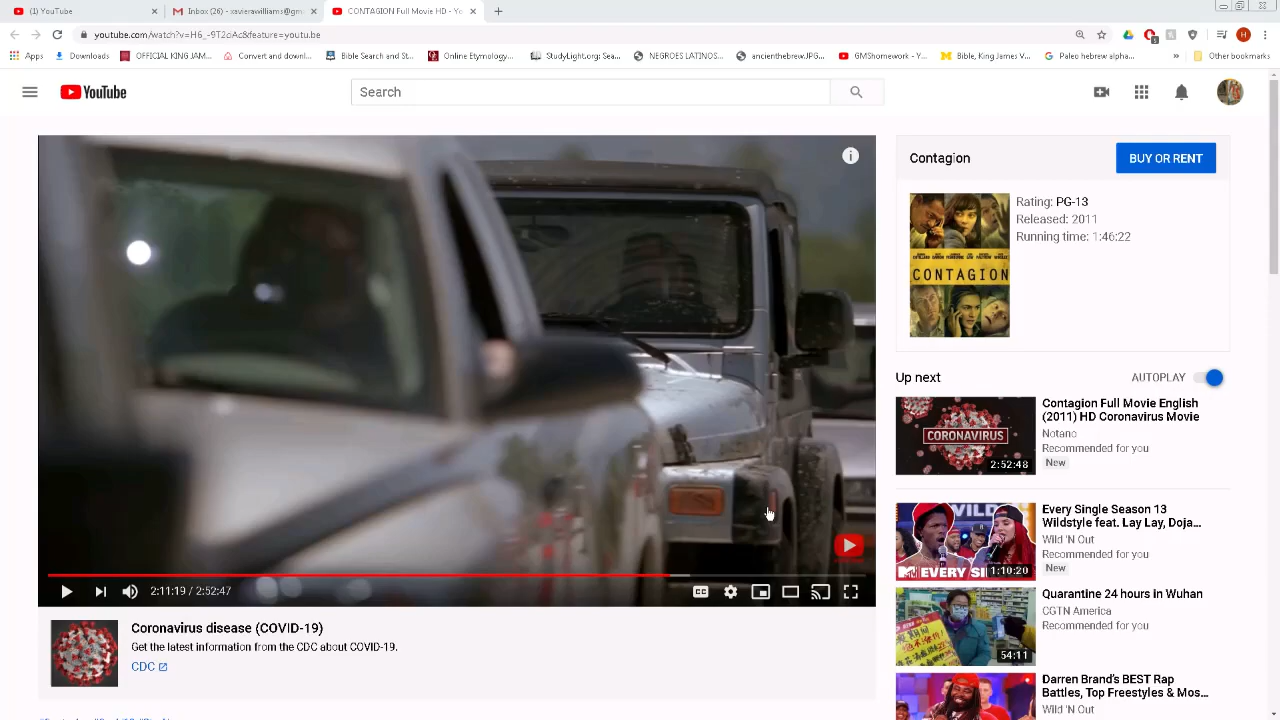 (1) YouTube
Inbox (26) - xavierawilliams@gm
CONTAGION Full Movie HD - Yo
youtube.com/watch?v=H6_-9T2oAc&feature=youtu.be
Apps
Downloads
OFFICIAL KING JAM...
Convert and downl...
Bible Search and St...
Online Etymology...
StudyLight.org: Sea...
NEGROES LATINOS...
ancienthebrew.JPG...
GMShomework - Y...
Bible, King James V...
Paleo hebrew alpha...
»
Other bookmarks
YouTube
Search
H
Contagion
BUY OR RENT
CONTAGION
Rating: PG-13
Released: 2011
Running time: 1:46:22
Up next
AUTOPLAY
CORONAVIRUS
2:52:48
Contagion Full Movie English
(2011) HD Coronavirus Movie
Notano
Recommended for you
New
WILD
EVERY SI
1:10:20
Every Single Season 13
Wildstyle feat. Lay Lay, Doja...
Wild 'N Out
Recommended for you
New
54:11
Quarantine 24 hours in Wuhan
CGTN America
Recommended for you
Darren Brand's BEST Rap
Battles, Top Freestyles & Mos...
Wild 'N Out
2:11:19 / 2:52:47
CC
Coronavirus disease (COVID-19)
Get the latest information from the CDC about COVID-19.
CDC